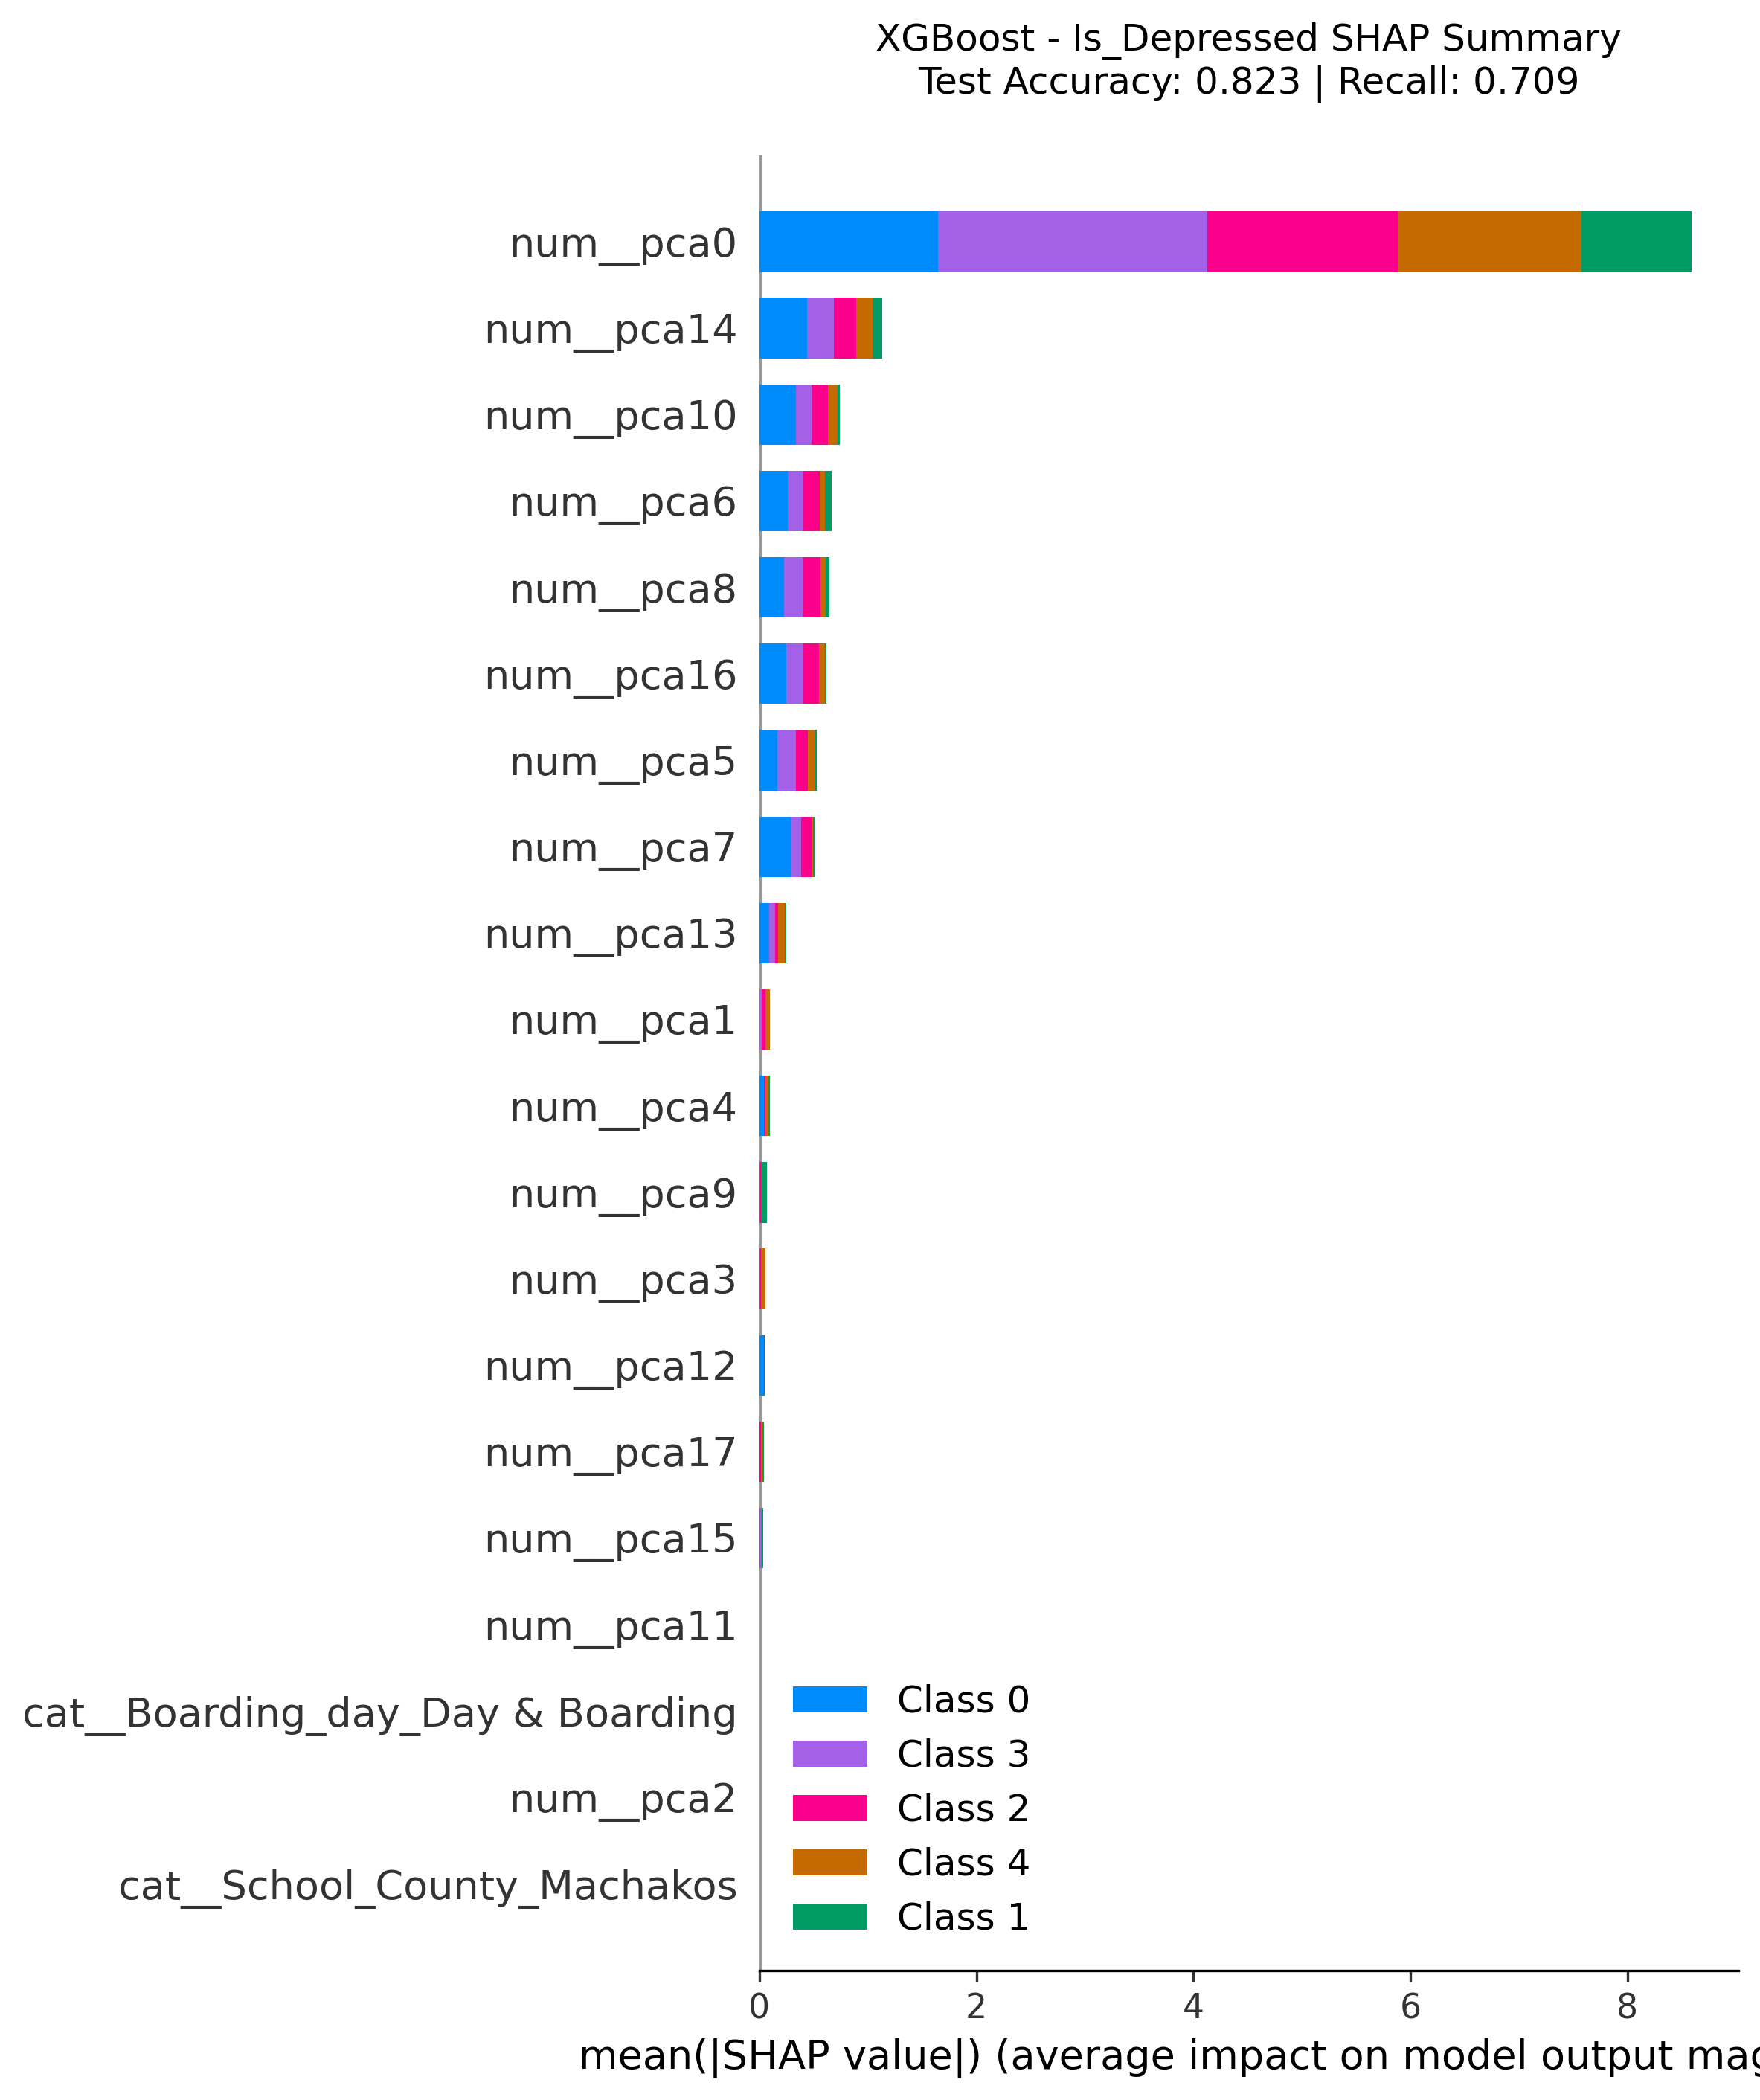 XGBoost - Is_Depressed SHAP Summary
Test Accuracy: 0.823 | Recall: 0.709
num__pca0
num__pca14
num__pca10
num__pca6
num__pca8
num__pca16
num__pca5
num__pca7
num__pca13
num__pca1
num__pca4
num__pca9
num__pca3
num__pca12
num__pca17
num__pca15
num__pca11
cat__Boarding_day_Day & Boarding
num__pca2
cat__School_County_Machakos
Class 0
Class 3
Class 2
Class 4
Class 1
0 2 4 6 8
mean(|SHAP value|) (average impact on model output mag